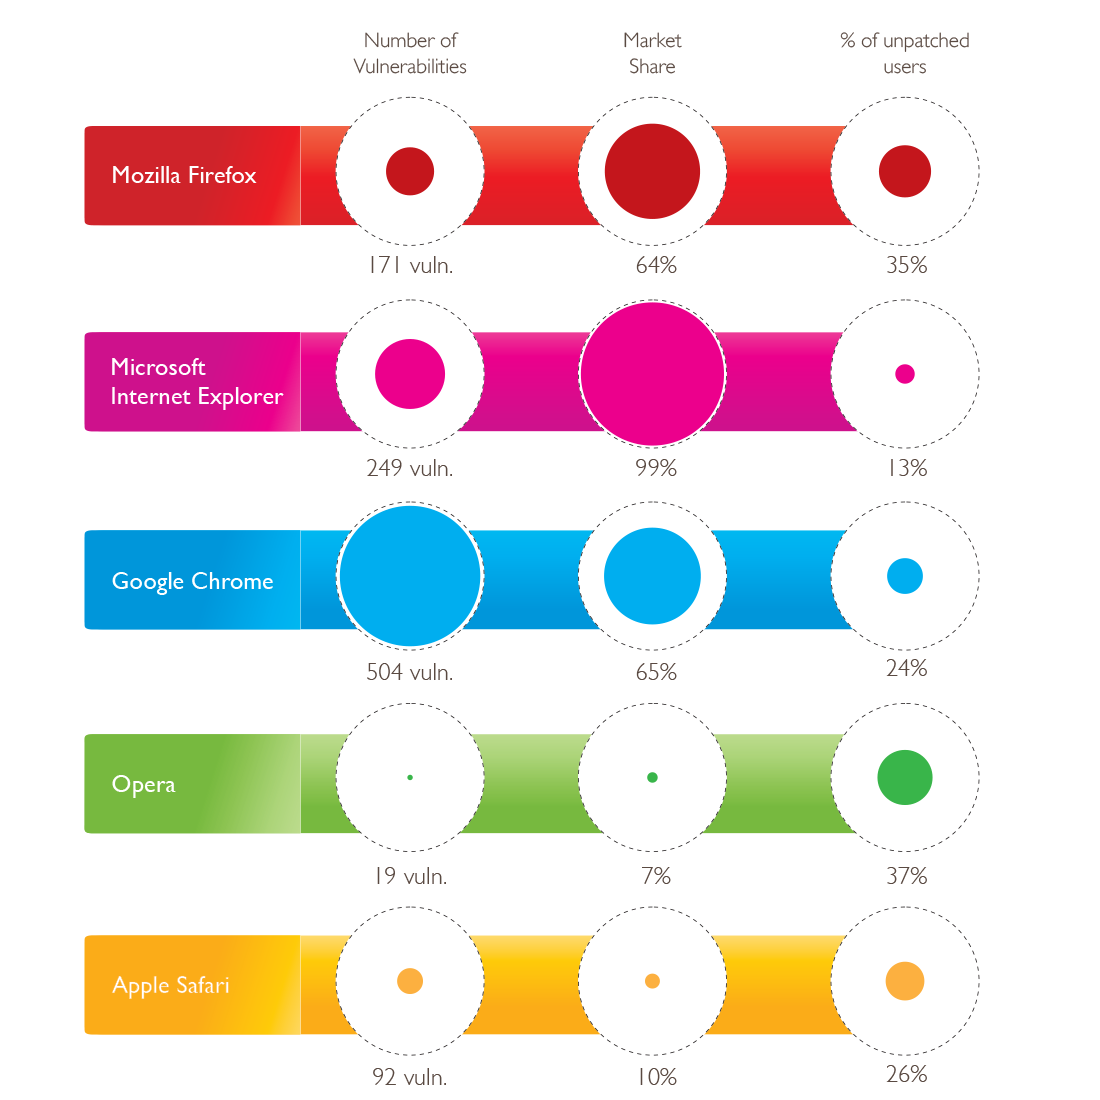 Number of
Vulnerabilities
Market
Share
% of unpatched
users
Mozilla Firefox
171 vuln.
64%
35%
Microsoft
Internet Explorer
249 vuln.
99%
13%
Google Chrome
504 vuln.
65%
24%
Opera
19 vuln.
7%
37%
Apple Safari
92 vuln.
10%
26%